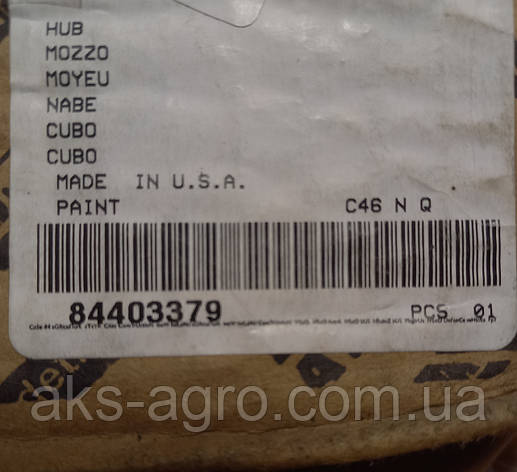 HUB
MOZZO
MOYEU
NABE
CUBO
CUBO
MADE IN U.S.A.
PAINT C46 N Q
84403379 PCS 01
aks-agro.com.ua